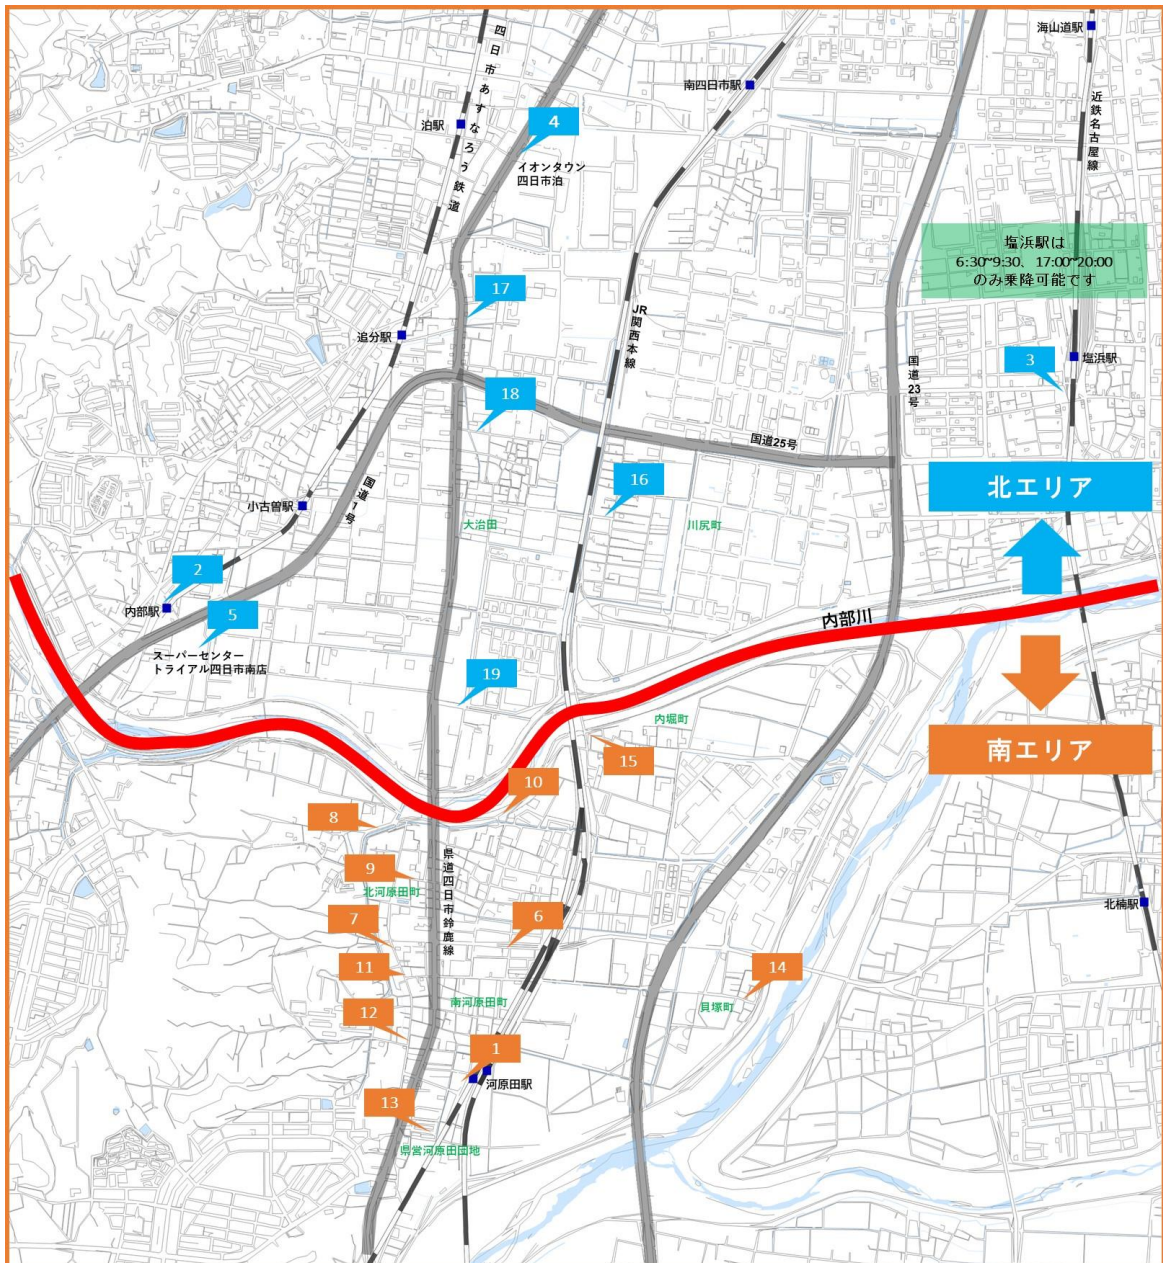 海山道駅
四日市あすなろう鉄道
南四日市駅
近鉄名古屋線
泊駅
4
イオンタウン
四日市泊
塩浜駅は
6:30~9:30、17:00~20:00
のみ乗降可能です
17
JR関西本線
追分駅
3
塩浜駅
国道23号
18
国道25号
16
北エリア
国道1号
小古曽駅
大治田
川尻町
2
内部駅
5
内部川
スーパーセンター
トライアル四日市南店
19
内堀町
南エリア
15
10
8
県道四日市鈴鹿線
9
北河原田町
北楠駅
7
6
11
14
南河原田町
貝塚町
12
1
河原田駅
13
県営河原田団地